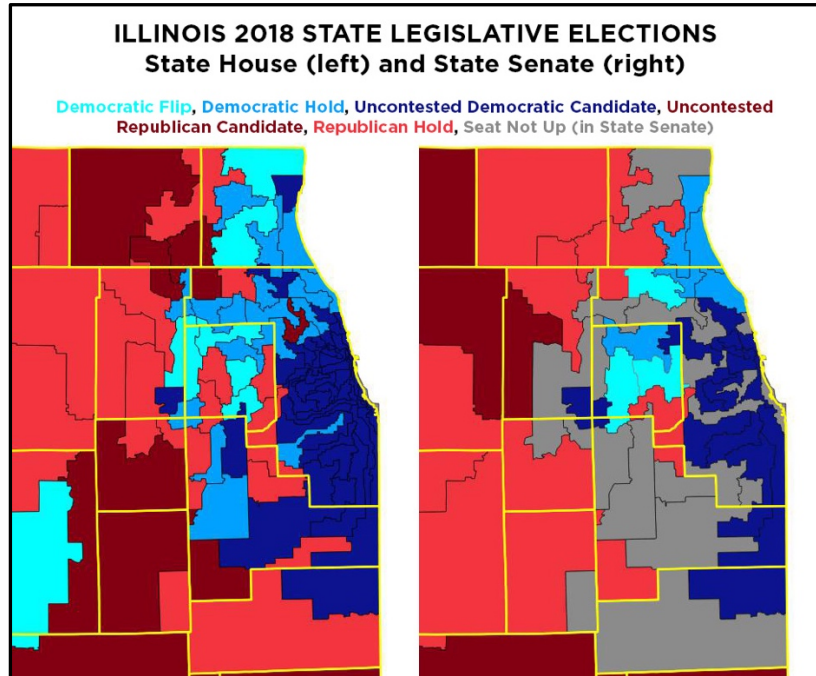 ILLINOIS 2018 STATE LEGISLATIVE ELECTIONS
State House (left) and State Senate (right)
Democratic Flip, Democratic Hold, Uncontested Democratic Candidate, Uncontested
Republican Candidate, Republican Hold, Seat Not Up (in State Senate)